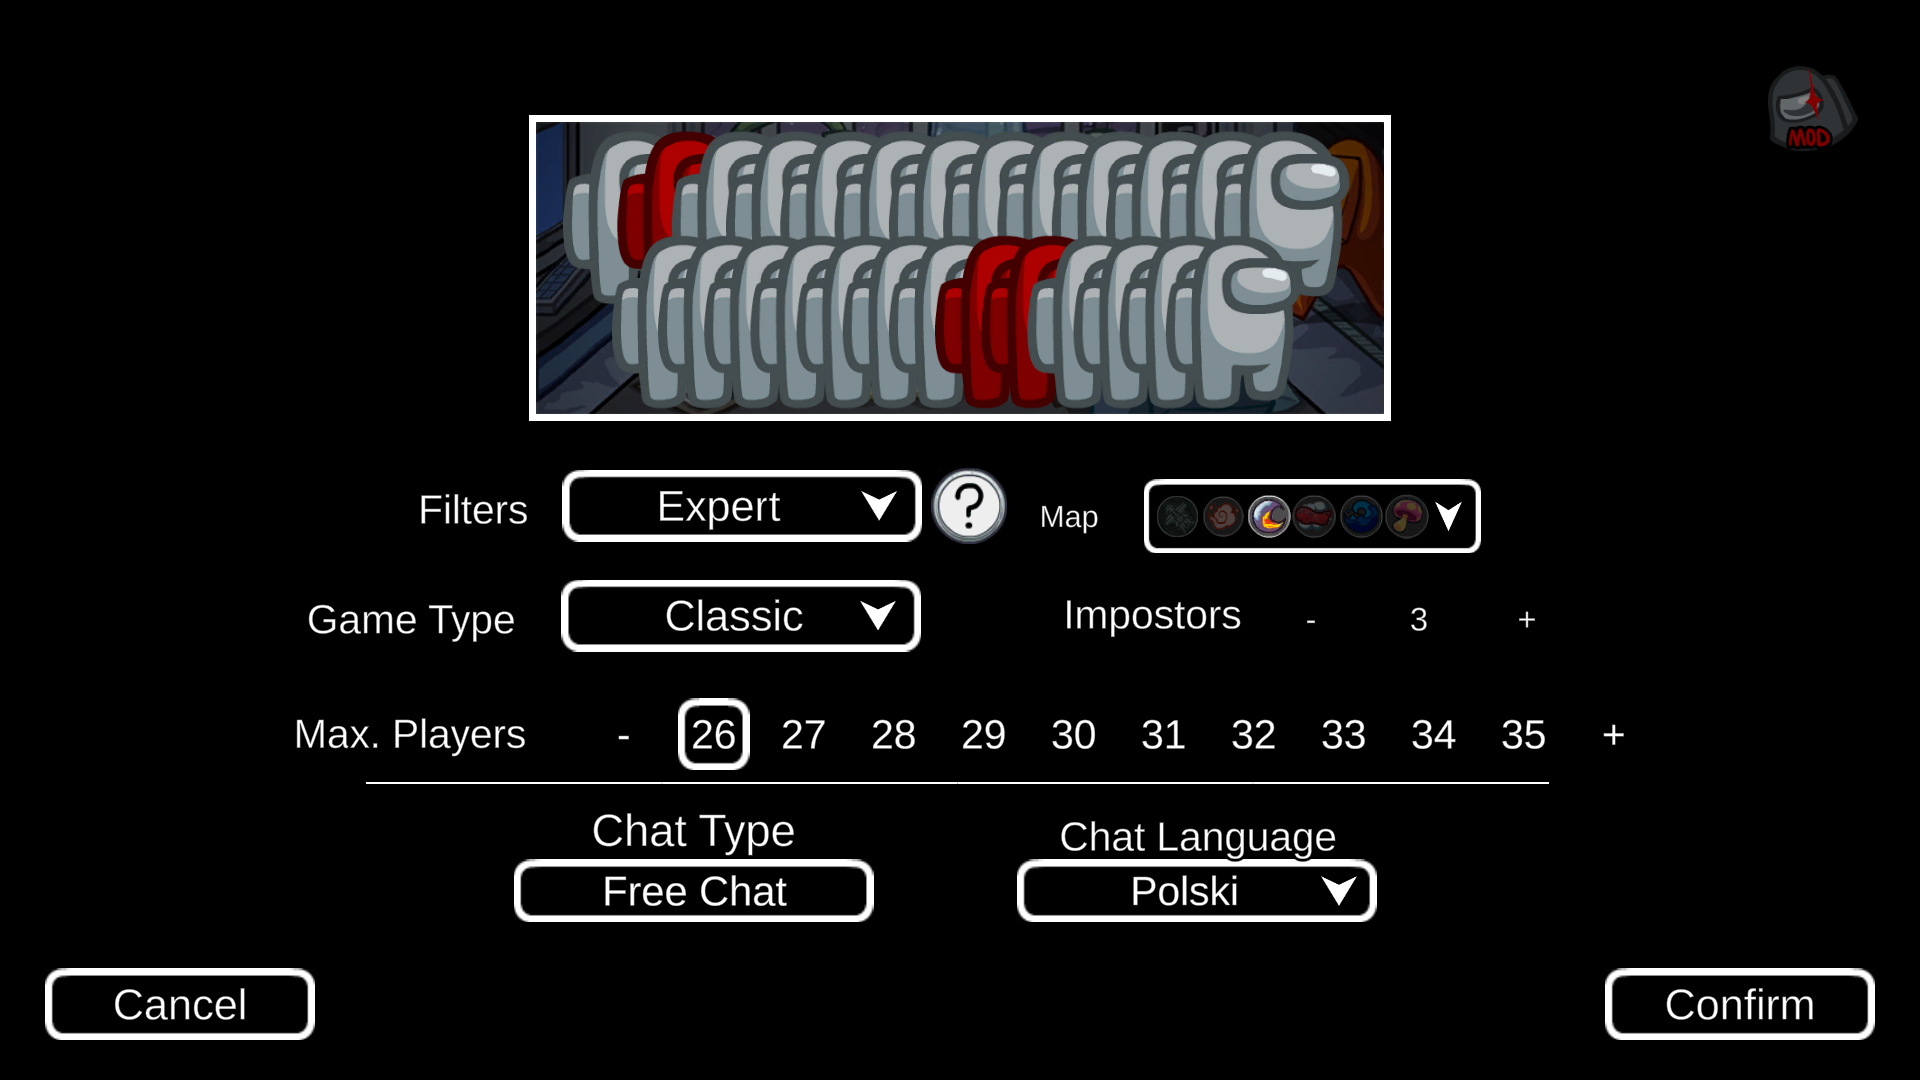 MOD
Filters Expert ? Map
Game Type Classic Impostors - 3 +
Max. Players - 26 27 28 29 30 31 32 33 34 35 +
Chat Type Chat Language
Free Chat Polski
Cancel Confirm